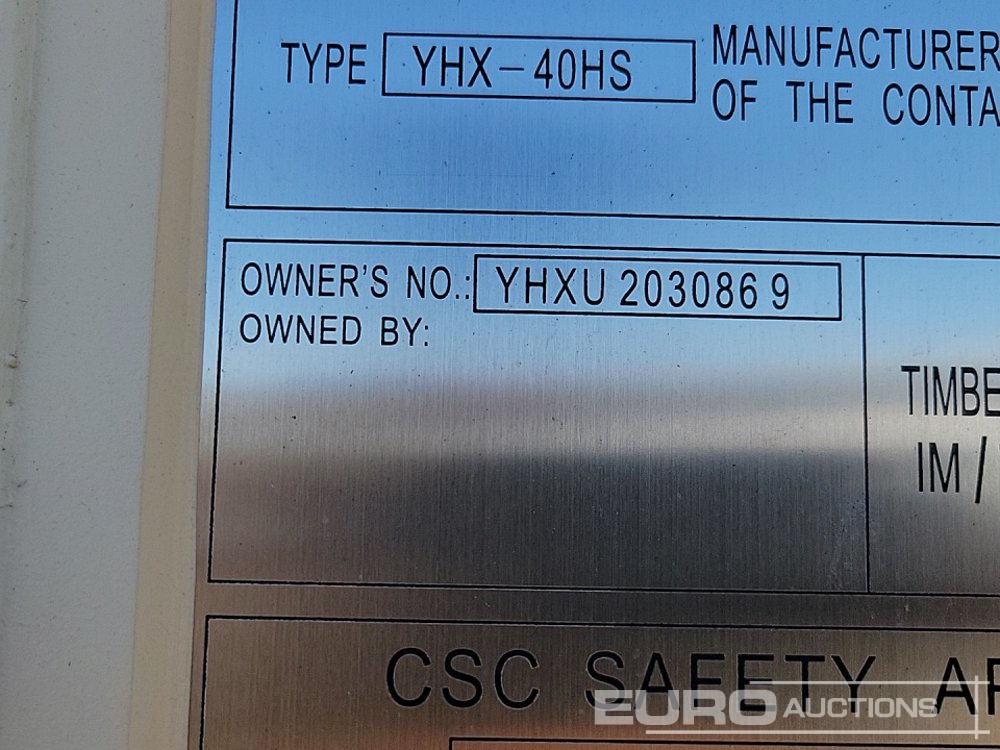 TYPE YHX-40HS
MANUFACTURER
OF THE CONTA
OWNER'S NO.: YHXU 203086 9
OWNED BY:
TIMBE
IM /
CSC SAFETY AP
EURO AUCTIONS